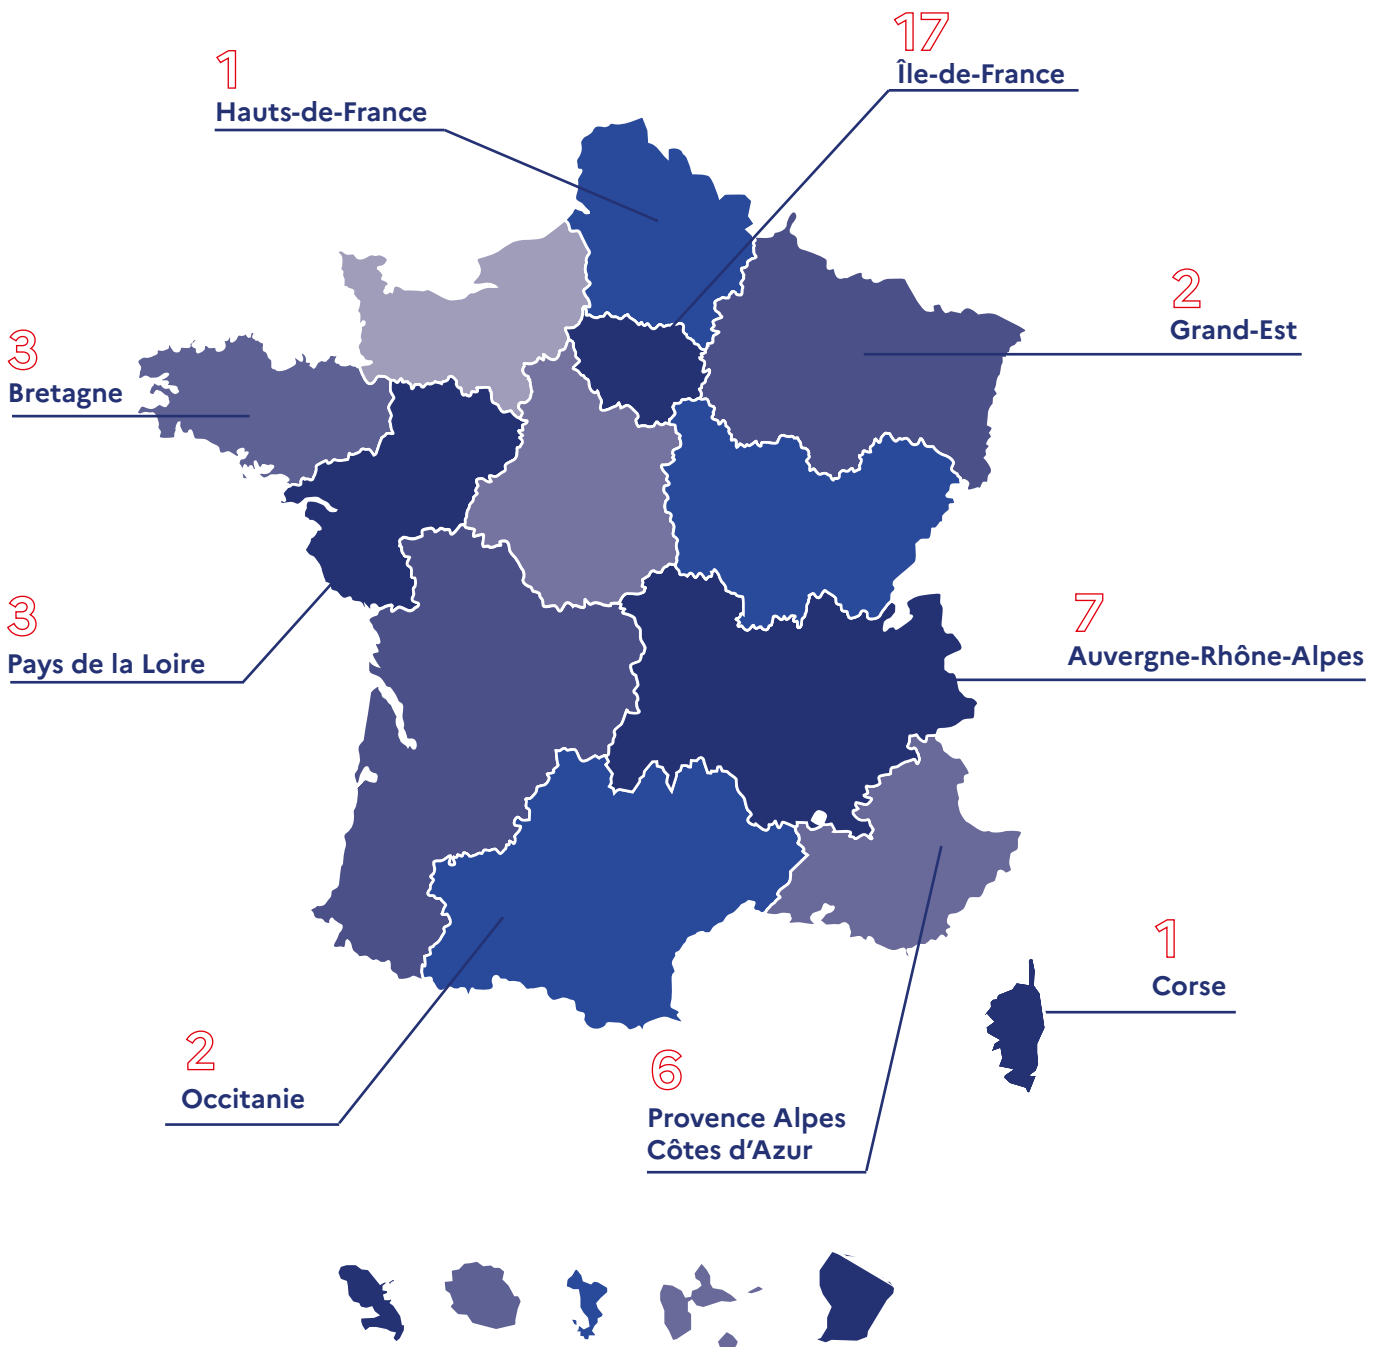 17
Île-de-France
1
Hauts-de-France
2
Grand-Est
3
Bretagne
3
Pays de la Loire
7
Auvergne-Rhône-Alpes
1
Corse
2
Occitanie
6
Provence Alpes
Côtes d’Azur